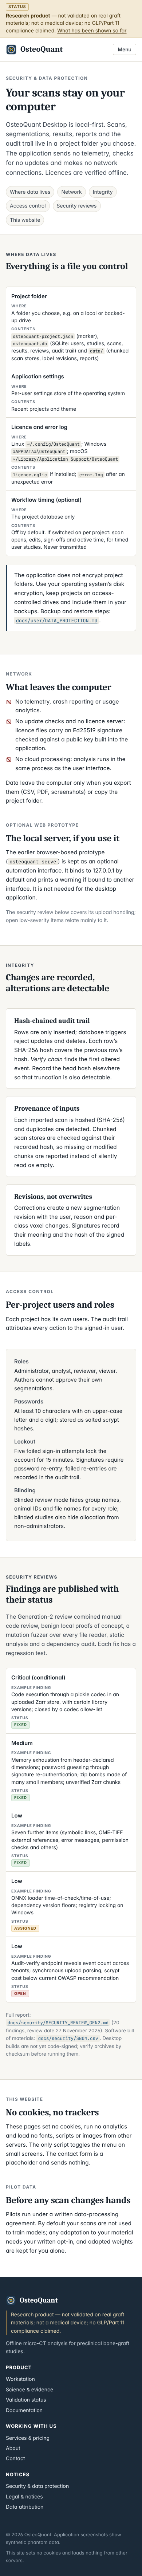 STATUS
Research product — not validated on real graft
materials; not a medical device; no GLP/Part 11
compliance claimed. What has been shown so far
OsteoQuant
Menu
SECURITY & DATA PROTECTION
Your scans stay on your
computer
OsteoQuant Desktop is local-first. Scans,
segmentations, results, reports and the
audit trail live in a project folder you choose.
The application sends no telemetry, checks
for no updates and makes no network
connections. Licences are verified offline.
Where data lives
Network
Integrity
Access control
Security reviews
This website
WHERE DATA LIVES
Everything is a file you control
Project folder
WHERE
A folder you choose, e.g. on a local or backed-
up drive
CONTENTS
osteoquant-project.json (marker),
osteoquant.db (SQLite: users, studies, scans,
results, reviews, audit trail) and data/ (chunked
scan stores, label revisions, reports)
Application settings
WHERE
Per-user settings store of the operating system
CONTENTS
Recent projects and theme
Licence and error log
WHERE
Linux ~/.config/OsteoQuant; Windows
%APPDATA%\OsteoQuant; macOS
~/Library/Application Support/OsteoQuant
CONTENTS
licence.oqlic if installed, errors.log after an
unexpected error
Workflow timing (optional)
WHERE
The project database only
CONTENTS
Off by default. If switched on per project: scan
opens, edits, sign-offs and active time, for timed
user studies. Never transmitted
The application does not encrypt project
folders. Use your operating system's disk
encryption, keep projects on access-
controlled drives and include them in your
backups. Backup and restore steps:
docs/user/DATA_PROTECTION.md.
NETWORK
What leaves the computer
No telemetry, crash reporting or usage
analytics.
No update checks and no licence server:
licence files carry an Ed25519 signature
checked against a public key built into the
application.
No cloud processing: analysis runs in the
same process as the user interface.
Data leave the computer only when you export
them (CSV, PDF, screenshots) or copy the
project folder.
OPTIONAL WEB PROTOTYPE
The local server, if you use it
The earlier browser-based prototype
(osteoquant serve) is kept as an optional
automation interface. It binds to 127.0.0.1 by
default and prints a warning if bound to another
interface. It is not needed for the desktop
application.
The security review below covers its upload handling;
open low-severity items relate mainly to it.
INTEGRITY
Changes are recorded,
alterations are detectable
Hash-chained audit trail
Rows are only inserted; database triggers
reject updates and deletes. Each row's
SHA-256 hash covers the previous row's
hash. Verify chain finds the first altered
event. Record the head hash elsewhere
so that truncation is also detectable.
Provenance of inputs
Each imported scan is hashed (SHA-256)
and duplicates are detected. Chunked
scan stores are checked against their
recorded hash, so missing or modified
chunks are reported instead of silently
read as empty.
Revisions, not overwrites
Corrections create a new segmentation
revision with author, reason and per-
class voxel changes. Signatures record
their meaning and the hash of the signed
labels.
ACCESS CONTROL
Per-project users and roles
Each project has its own users. The audit trail
attributes every action to the signed-in user.
Roles
Administrator, analyst, reviewer, viewer.
Authors cannot approve their own
segmentations.
Passwords
At least 10 characters with an upper-case
letter and a digit; stored as salted scrypt
hashes.
Lockout
Five failed sign-in attempts lock the
account for 15 minutes. Signatures require
password re-entry; failed re-entries are
recorded in the audit trail.
Blinding
Blinded review mode hides group names,
animal IDs and file names for every role;
blinded studies also hide allocation from
non-administrators.
SECURITY REVIEWS
Findings are published with
their status
The Generation-2 review combined manual
code review, benign local proofs of concept, a
mutation fuzzer over every file reader, static
analysis and a dependency audit. Each fix has a
regression test.
Critical (conditional)
EXAMPLE FINDING
Code execution through a pickle codec in an
uploaded Zarr store, with certain library
versions; closed by a codec allow-list
STATUS
FIXED
Medium
EXAMPLE FINDING
Memory exhaustion from header-declared
dimensions; password guessing through
signature re-authentication; zip bombs made of
many small members; unverified Zarr chunks
STATUS
FIXED
Low
EXAMPLE FINDING
Seven further items (symbolic links, OME-TIFF
external references, error messages, permission
checks and others)
STATUS
FIXED
Low
EXAMPLE FINDING
ONNX loader time-of-check/time-of-use;
dependency version floors; registry locking on
Windows
STATUS
ASSIGNED
Low
EXAMPLE FINDING
Audit-verify endpoint reveals event count across
tenants; synchronous upload parsing; scrypt
cost below current OWASP recommendation
STATUS
OPEN
Full report:
docs/security/SECURITY_REVIEW_GEN2.md (20
findings, review date 27 November 2026). Software bill
of materials: docs/security/SBOM.csv. Desktop
builds are not yet code-signed; verify archives by
checksum before running them.
THIS WEBSITE
No cookies, no trackers
These pages set no cookies, run no analytics
and load no fonts, scripts or images from other
servers. The only script toggles the menu on
small screens. The contact form is a
placeholder and sends nothing.
PILOT DATA
Before any scan changes hands
Pilots run under a written data-processing
agreement. By default your scans are not used
to train models; any adaptation to your material
needs your written opt-in, and adapted weights
are kept for you alone.
OsteoQuant
Research product — not validated on real graft
materials; not a medical device; no GLP/Part 11
compliance claimed.
Offline micro-CT analysis for preclinical bone-graft
studies.
PRODUCT
Workstation
Science & evidence
Validation status
Documentation
WORKING WITH US
Services & pricing
About
Contact
NOTICES
Security & data protection
Legal & notices
Data attribution
© 2026 OsteoQuant. Application screenshots show
synthetic phantom data.
This site sets no cookies and loads nothing from other
servers.